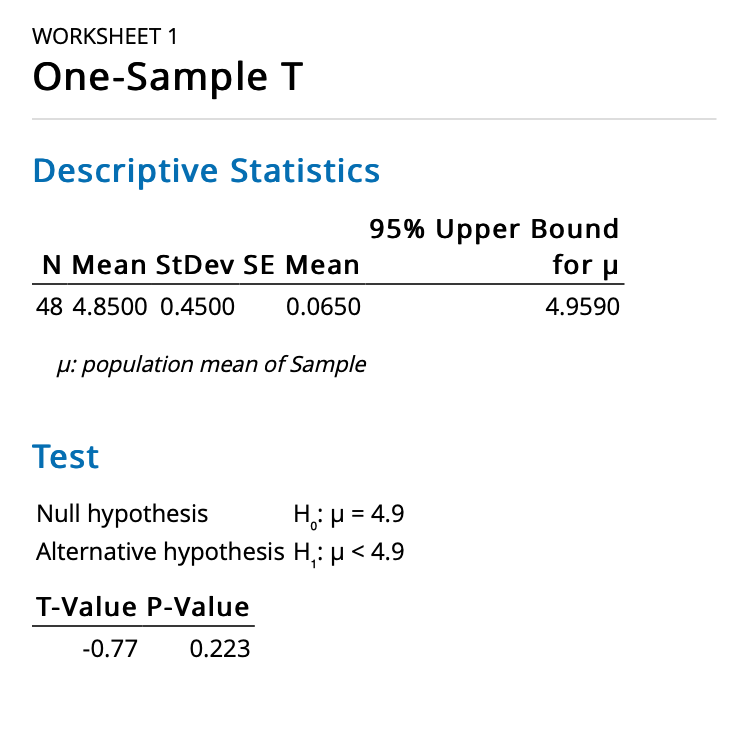 WORKSHEET 1
One-Sample T
Descriptive Statistics
95% Upper Bound
N Mean StDev SE Mean for μ
48 4.8500 0.4500 0.0650 4.9590
μ: population mean of Sample
Test
Null hypothesis H₀: μ = 4.9
Alternative hypothesis H₁: μ < 4.9
T-Value P-Value
-0.77 0.223